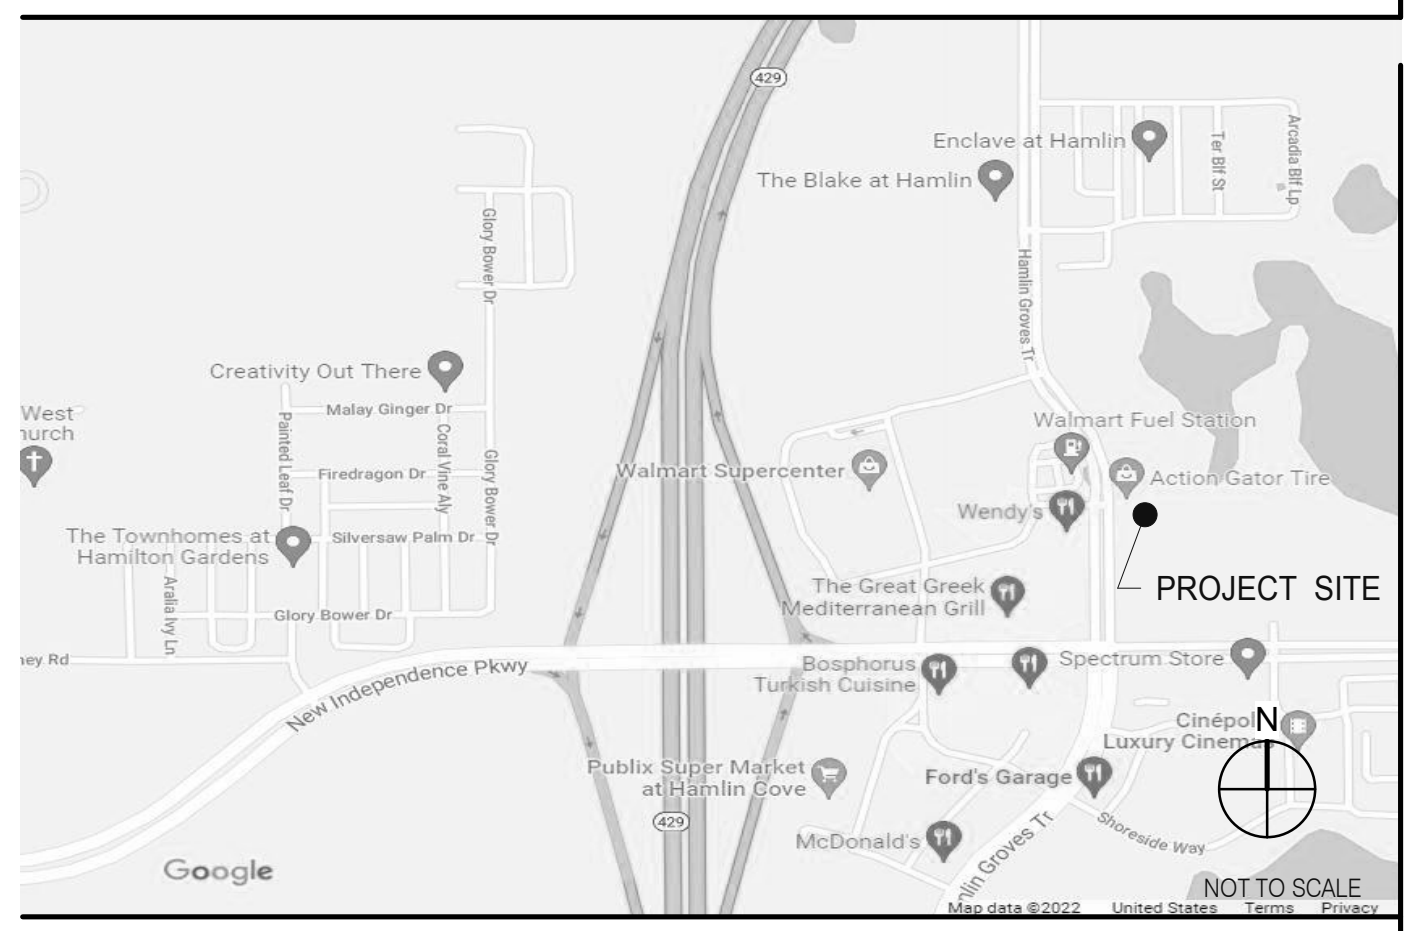 429
Enclave at Hamlin
The Blake at Hamlin
Ter Blf St
Arcadia Blf Lp
Glory Bower Dr
Hamlin Groves Tr
Creativity Out There
Malay Ginger Dr
West
Painted Leaf Dr
Coral Vine Aly
Glory Bower Dr
Walmart Fuel Station
Firedragon Dr
Walmart Supercenter
Action Gator Tire
Wendy's
The Townhomes at
Hamilton Gardens
Silversaw Palm Dr
Aralia Ivy Ln
The Great Greek
Mediterranean Grill
PROJECT SITE
Glory Bower Dr
ney Rd
New Independence Pkwy
Bosphorus
Turkish Cuisine
Spectrum Store
N
Cinépol
Luxury Cinemas
Publix Super Market
at Hamlin Cove
Ford's Garage
429
McDonald's
Shoreside Way
mlin Groves Tr
Google
NOT TO SCALE
Map data ©2022 United States Terms Privacy